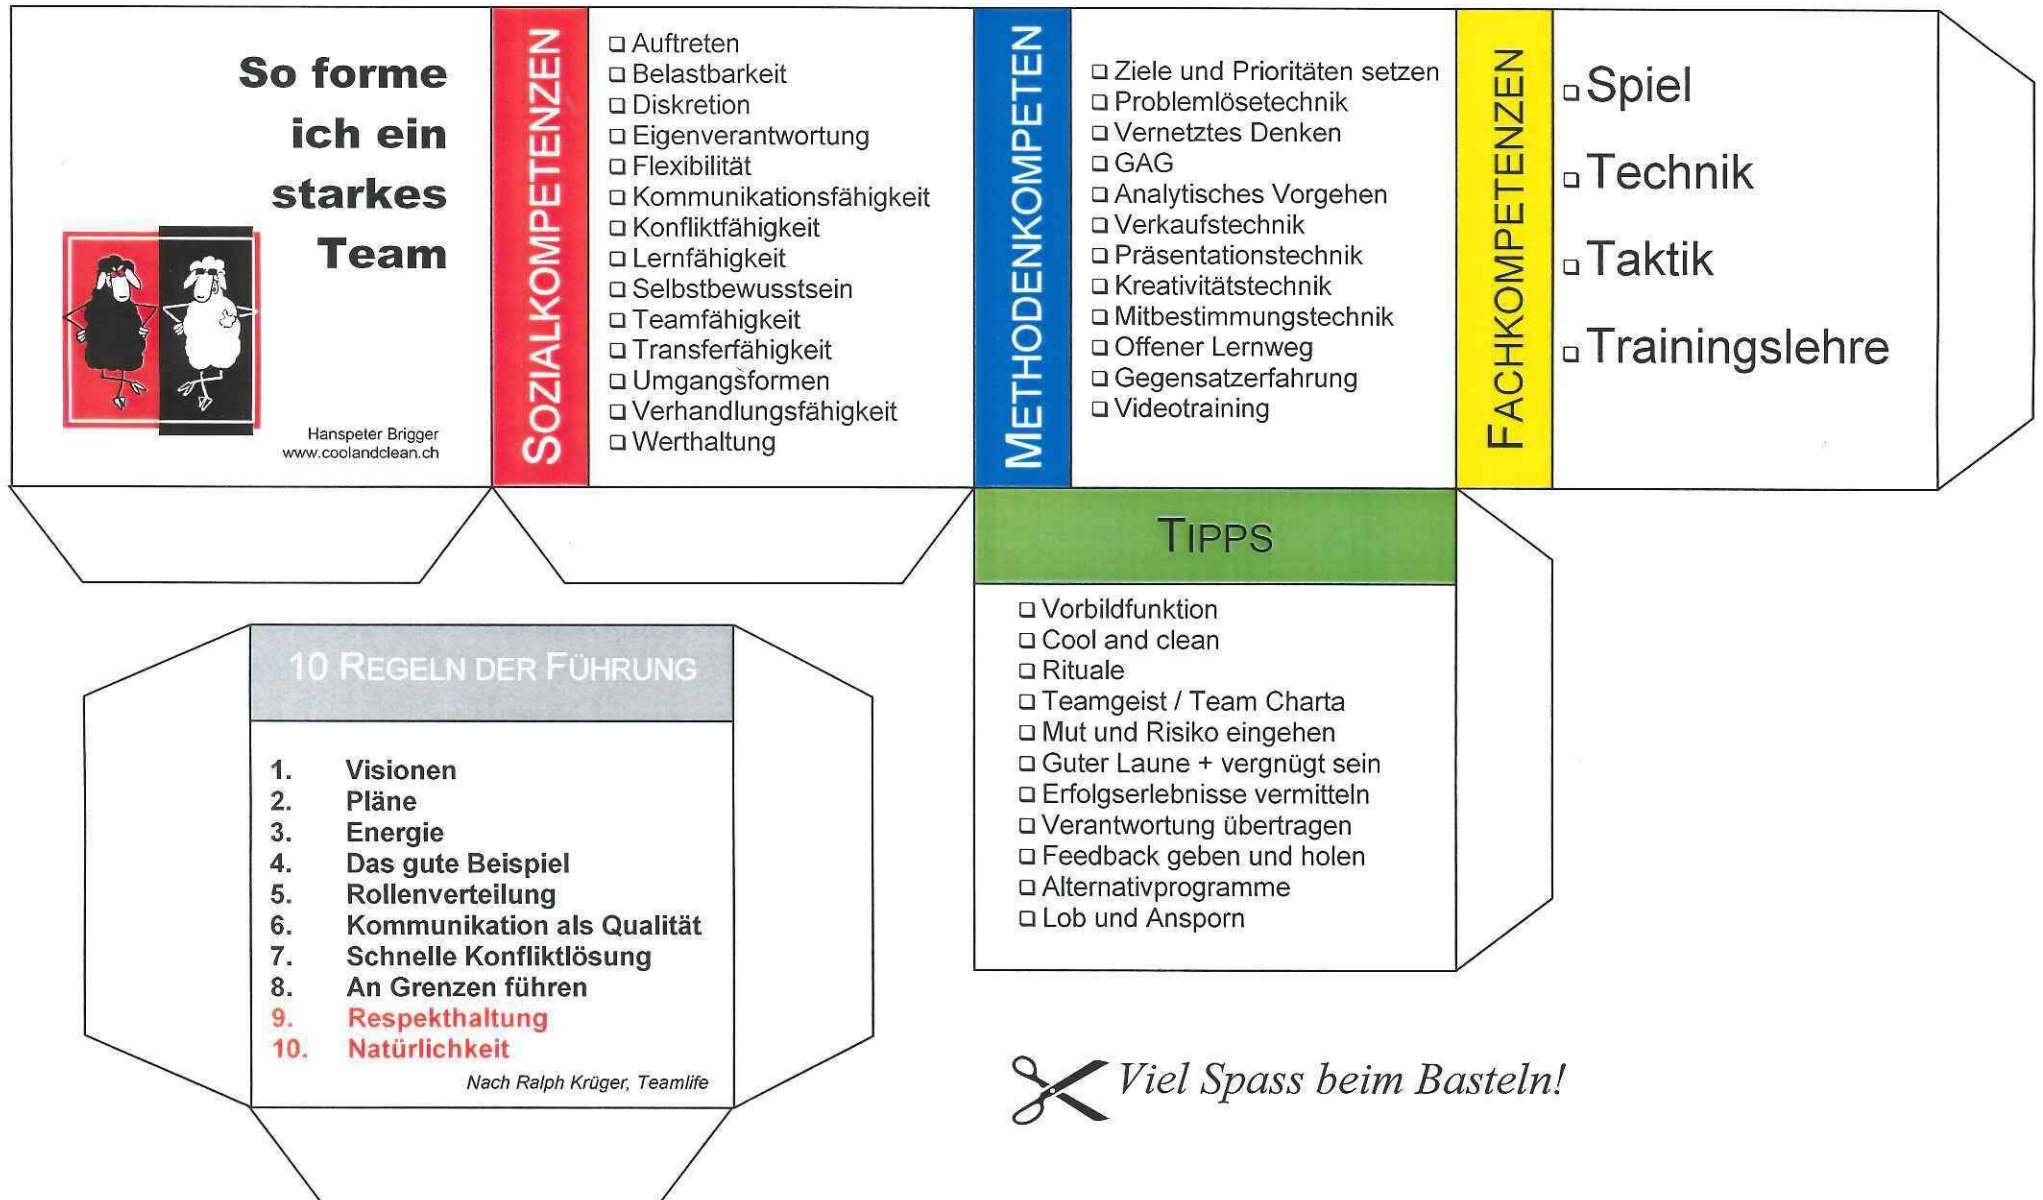 So forme
ich ein
starkes
Team
Hanspeter Brigger
www.coolandclean.ch
SOZIALKOMPETENZEN
❑ Auftreten
❑ Belastbarkeit
❑ Diskretion
❑ Eigenverantwortung
❑ Flexibilität
❑ Kommunikationsfähigkeit
❑ Konfliktfähigkeit
❑ Lernfähigkeit
❑ Selbstbewusstsein
❑ Teamfähigkeit
❑ Transferfähigkeit
❑ Umgangsformen
❑ Verhandlungsfähigkeit
❑ Werthaltung
METHODENKOMPETEN
❑ Ziele und Prioritäten setzen
❑ Problemlösetechnik
❑ Vernetztes Denken
❑ GAG
❑ Analytisches Vorgehen
❑ Verkaufstechnik
❑ Präsentationstechnik
❑ Kreativitätstechnik
❑ Mitbestimmungstechnik
❑ Offener Lernweg
❑ Gegensatzerfahrung
❑ Videotraining
FACHKOMPETENZEN
❑ Spiel
❑ Technik
❑ Taktik
❑ Trainingslehre
TIPPS
❑ Vorbildfunktion
❑ Cool and clean
❑ Rituale
❑ Teamgeist / Team Charta
❑ Mut und Risiko eingehen
❑ Guter Laune + vergnügt sein
❑ Erfolgserlebnisse vermitteln
❑ Verantwortung übertragen
❑ Feedback geben und holen
❑ Alternativprogramme
❑ Lob und Ansporn
10 REGELN DER FÜHRUNG
1. Visionen
2. Pläne
3. Energie
4. Das gute Beispiel
5. Rollenverteilung
6. Kommunikation als Qualität
7. Schnelle Konfliktlösung
8. An Grenzen führen
9. Respekthaltung
10. Natürlichkeit
Nach Ralph Krüger, Teamlife
Viel Spass beim Basteln!